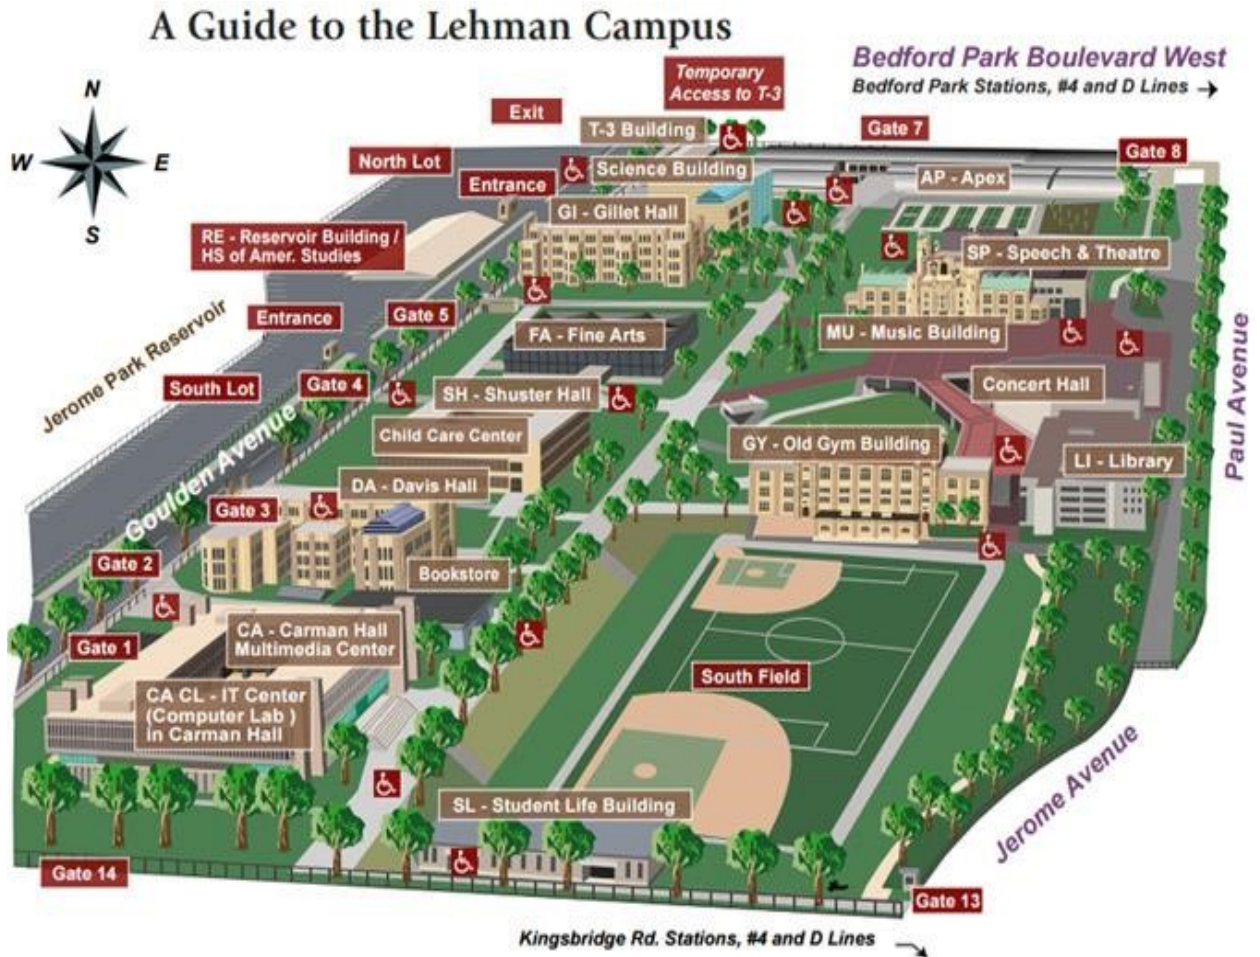 A Guide to the Lehman Campus
Bedford Park Boulevard West
Bedford Park Stations, #4 and D Lines
Temporary
Access to T-3
N
W
E
S
Exit
T-3 Building
Gate 7
Gate 8
North Lot
Science Building
Entrance
AP - Apex
GI - Gillet Hall
RE - Reservoir Building /
HS of Amer. Studies
SP - Speech & Theatre
Entrance
Gate 5
FA - Fine Arts
MU - Music Building
Jerome Park Reservoir
South Lot
Gate 4
SH - Shuster Hall
Concert Hall
Paul Avenue
Child Care Center
GY - Old Gym Building
LI - Library
Goulden Avenue
DA - Davis Hall
Gate 3
Gate 2
Bookstore
Gate 1
CA - Carman Hall
Multimedia Center
South Field
CA CL - IT Center
(Computer Lab )
in Carman Hall
Jerome Avenue
SL - Student Life Building
Gate 14
Gate 13
Kingsbridge Rd. Stations, #4 and D Lines